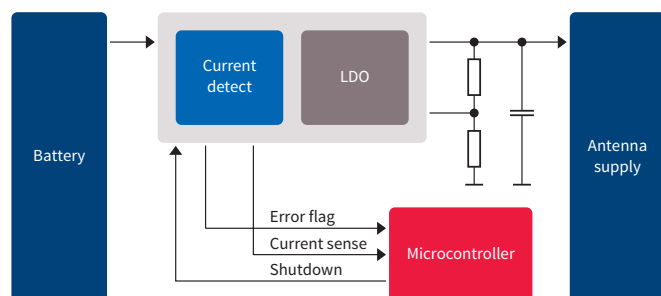 Battery
Current
detect
LDO
Antenna
supply
Error flag
Current sense
Shutdown
Microcontroller